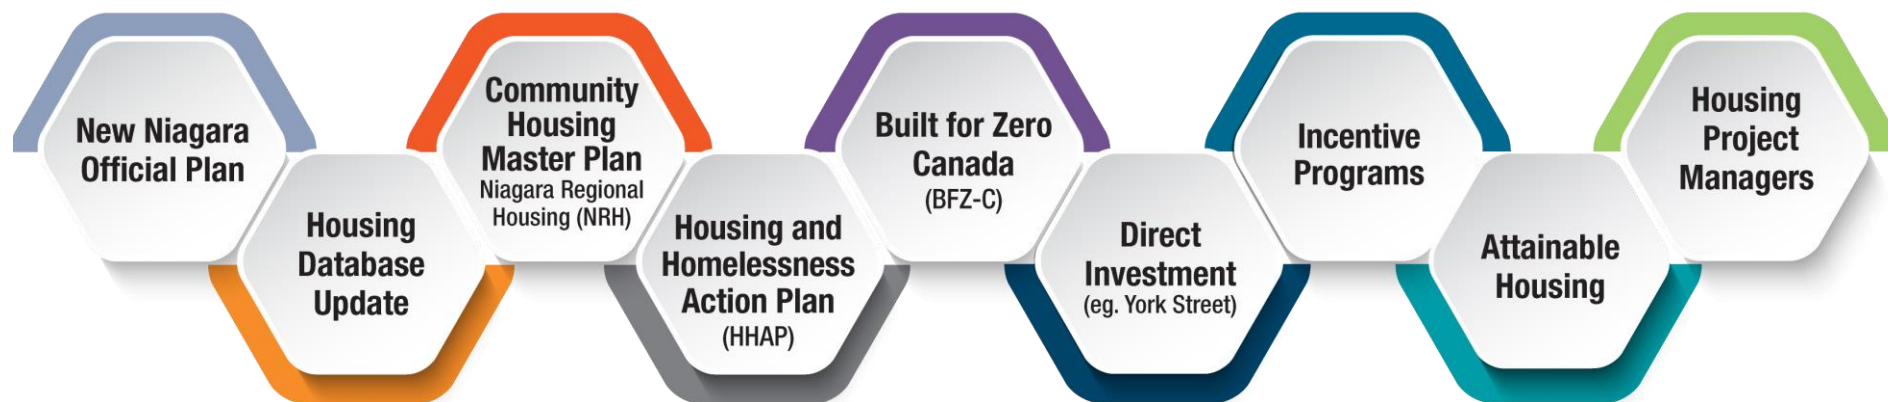 New Niagara
Official Plan
Housing
Database
Update
Community
Housing
Master Plan
Niagara Regional
Housing (NRH)
Housing and
Homelessness
Action Plan
(HHAP)
Built for Zero
Canada
(BFZ-C)
Direct
Investment
(eg. York Street)
Incentive
Programs
Attainable
Housing
Housing
Project
Managers